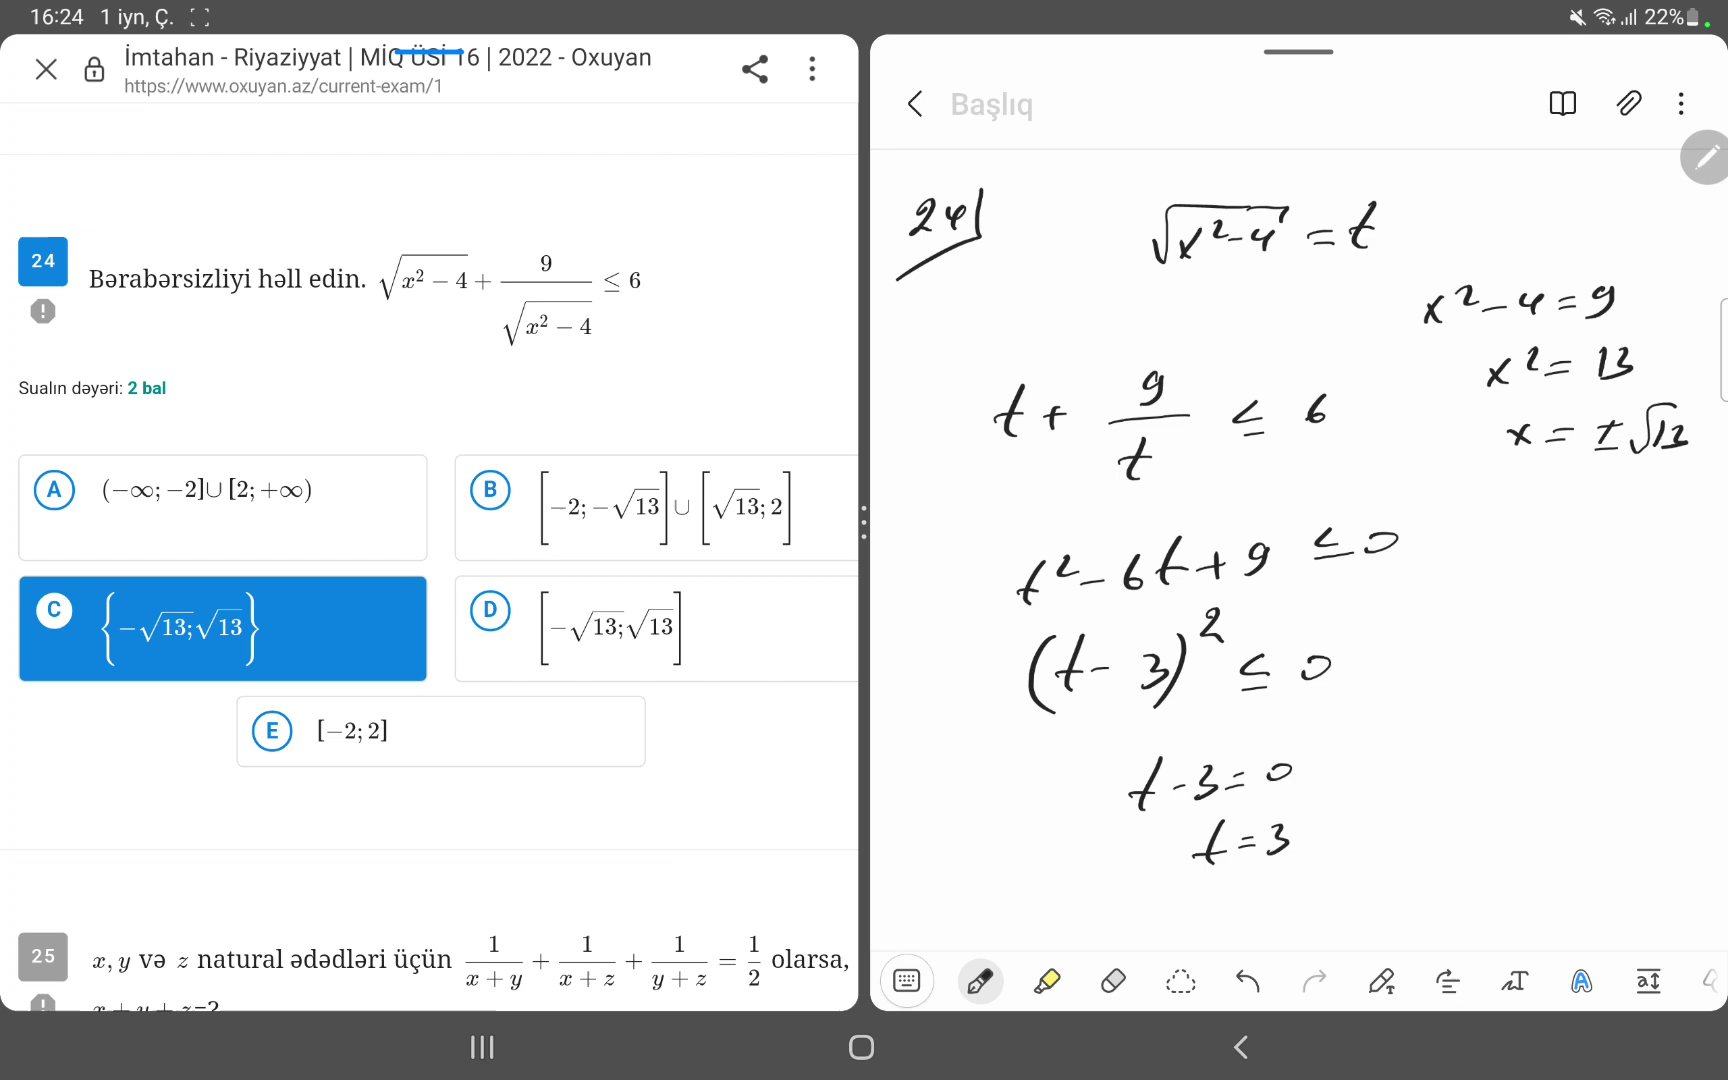 16:24 1 iyn, Ç.
22%
İmtahan - Riyaziyyat | MİQ ÜSİ 16 | 2022 - Oxuyan
https://www.oxuyan.az/current-exam/1
24
Bərabərsizliyi həll edin. √(x² − 4) + 9/√(x² − 4) ≤ 6
Sualın dəyəri: 2 bal
A (−∞; −2]∪[2; +∞)
B [−2; −√13]∪[√13; 2]
C {−√13; √13}
D [−√13; √13]
E [−2; 2]
25
x, y və z natural ədədləri üçün 1/(x + y) + 1/(x + z) + 1/(y + z) = 1/2 olarsa,
x + y + z=?
Başlıq
24
√(x²-4) = t
x²-4=9
x²=13
x=±√13
t + 9/t ≤ 6
t²-6t+9 ≤0
(t-3)² ≤ 0
t-3=0
t=3